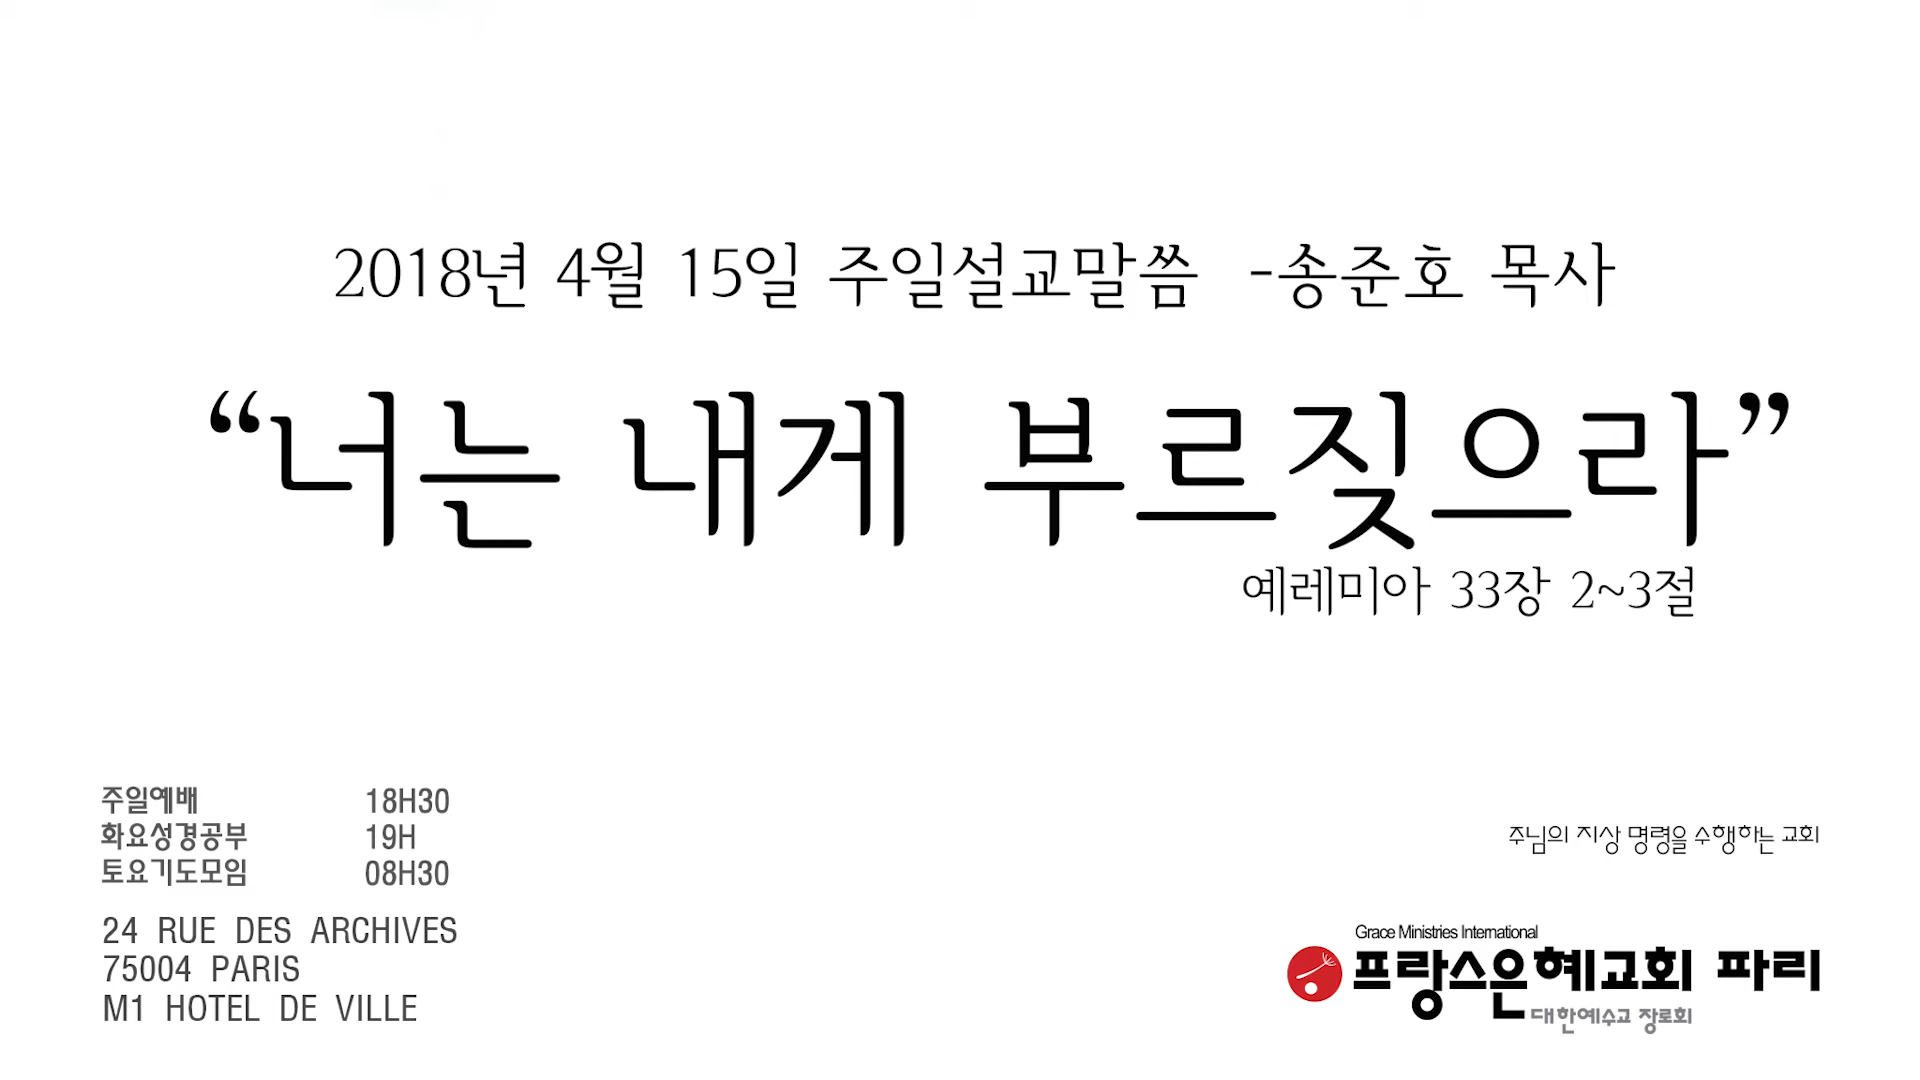 2018년 4월 15일 주일설교말씀 -송준호 목사
“너는 내게 부르짖으라”
예레미야 33장 2~3절
주일예배 18H30
화요성경공부 19H
토요기도모임 08H30
24 RUE DES ARCHIVES
75004 PARIS
M1 HOTEL DE VILLE
주님의 지상 명령을 수행하는 교회
Grace Ministries International
프랑스은혜교회 파리
대한예수교 장로회